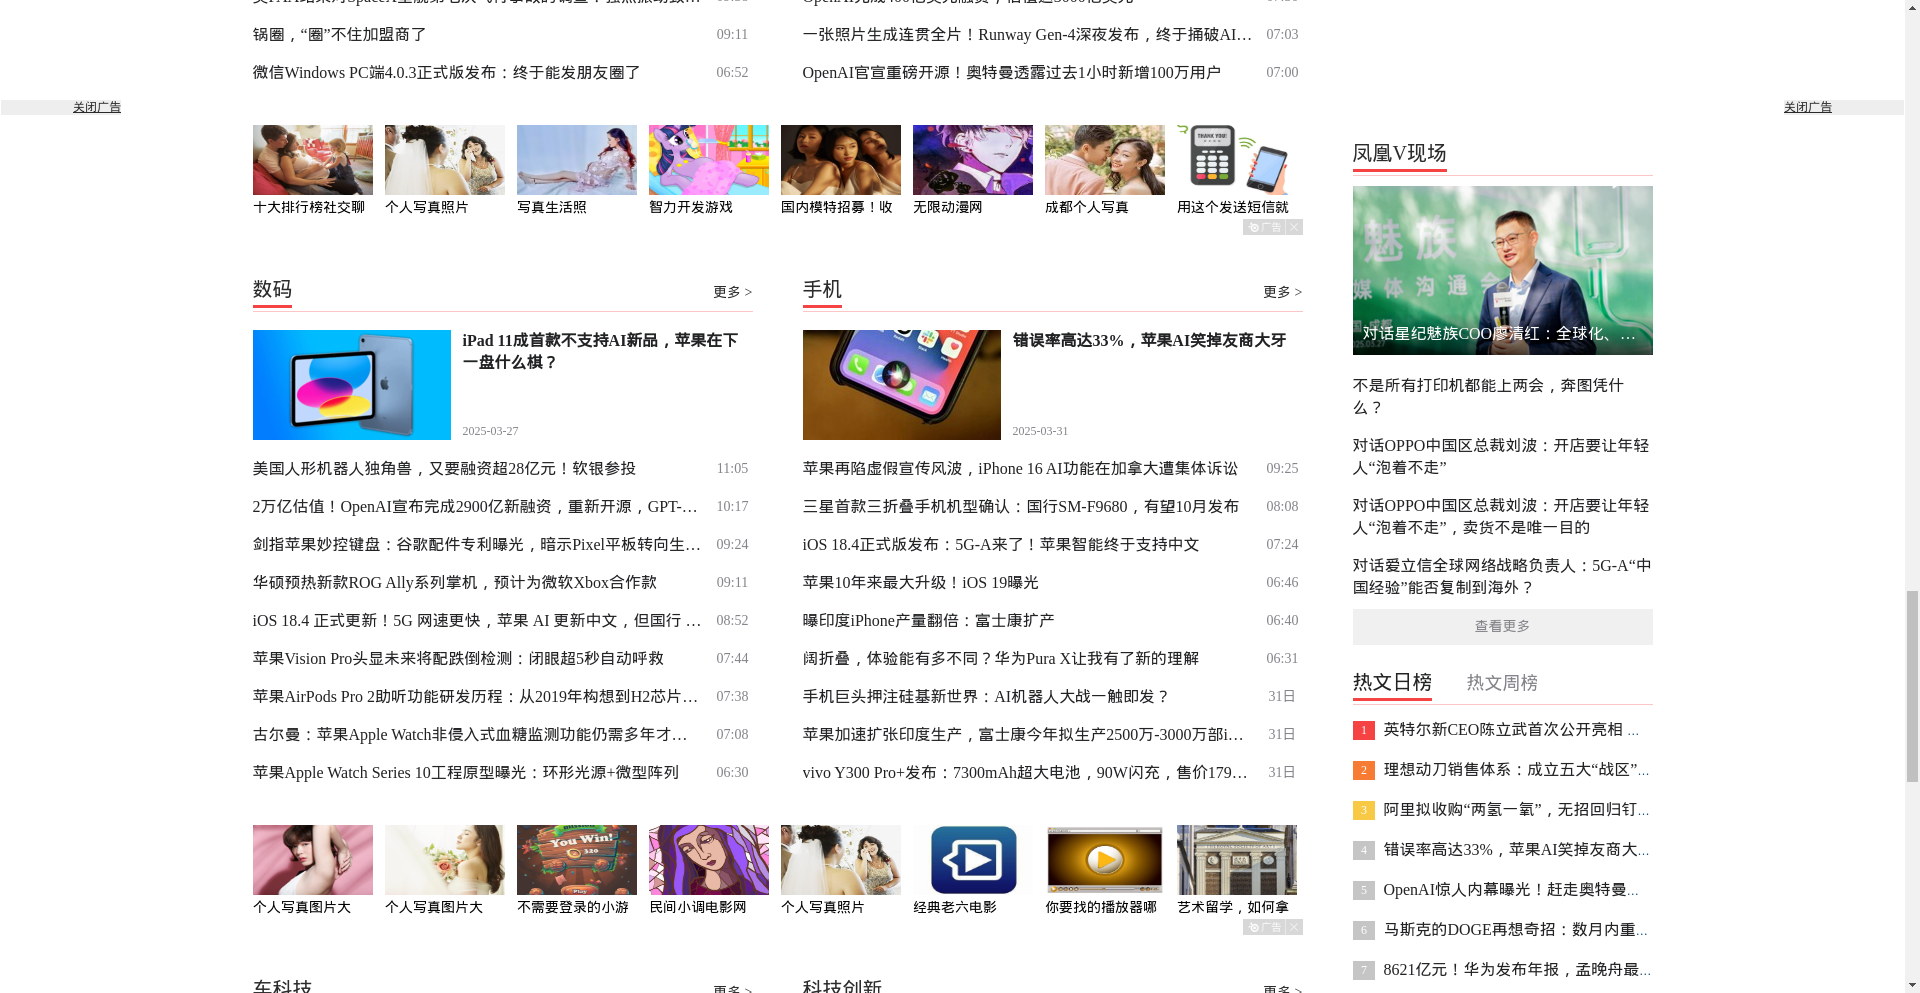 锅圈，“圈”不住加盟商了 09:11
微信Windows PC端4.0.3正式版发布：终于能发朋友圈了 06:52
一张照片生成连贯全片！Runway Gen-4深夜发布，终于捅破AI… 07:03
OpenAI官宣重磅开源！奥特曼透露过去1小时新增100万用户 07:00
关闭广告
关闭广告
十大排行榜社交聊
个人写真照片
写真生活照
智力开发游戏
国内模特招募！收
无限动漫网
成都个人写真
THANK YOU!
用这个发送短信就
广告
数码
更多 >
iPad 11成首款不支持AI新品，苹果在下
一盘什么棋？
2025-03-27
美国人形机器人独角兽，又要融资超28亿元！软银参投 11:05
2万亿估值！OpenAI宣布完成2900亿新融资，重新开源，GPT-… 10:17
剑指苹果妙控键盘：谷歌配件专利曝光，暗示Pixel平板转向生… 09:24
华硕预热新款ROG Ally系列掌机，预计为微软Xbox合作款 09:11
iOS 18.4 正式更新！5G 网速更快，苹果 AI 更新中文，但国行 … 08:52
苹果Vision Pro头显未来将配跌倒检测：闭眼超5秒自动呼救 07:44
苹果AirPods Pro 2助听功能研发历程：从2019年构想到H2芯片… 07:38
古尔曼：苹果Apple Watch非侵入式血糖监测功能仍需多年才… 07:08
苹果Apple Watch Series 10工程原型曝光：环形光源+微型阵列 06:30
手机
更多 >
错误率高达33%，苹果AI笑掉友商大牙
2025-03-31
苹果再陷虚假宣传风波，iPhone 16 AI功能在加拿大遭集体诉讼 09:25
三星首款三折叠手机机型确认：国行SM-F9680，有望10月发布 08:08
iOS 18.4正式版发布：5G-A来了！苹果智能终于支持中文 07:24
苹果10年来最大升级！iOS 19曝光 06:46
曝印度iPhone产量翻倍：富士康扩产 06:40
阔折叠，体验能有多不同？华为Pura X让我有了新的理解 06:31
手机巨头押注硅基新世界：AI机器人大战一触即发？ 31日
苹果加速扩张印度生产，富士康今年拟生产2500万-3000万部i… 31日
vivo Y300 Pro+发布：7300mAh超大电池，90W闪充，售价179… 31日
个人写真图片大
个人写真图片大
You Win!
320
Play
不需要登录的小游
民间小调电影网
个人写真照片
经典老六电影
你要找的播放器哪
艺术留学，如何拿
广告
车科技
更多 >
科技创新
更多 >
凤凰V现场
魅族
媒体沟通会
对话星纪魅族COO廖清红：全球化、…
不是所有打印机都能上两会，奔图凭什
么？
对话OPPO中国区总裁刘波：开店要让年轻
人“泡着不走”
对话OPPO中国区总裁刘波：开店要让年轻
人“泡着不走”，卖货不是唯一目的
对话爱立信全球网络战略负责人：5G-A“中
国经验”能否复制到海外？
查看更多
热文日榜 热文周榜
1 英特尔新CEO陈立武首次公开亮相 ...
2 理想动刀销售体系：成立五大“战区”...
3 阿里拟收购“两氢一氧”，无招回归钉...
4 错误率高达33%，苹果AI笑掉友商大...
5 OpenAI惊人内幕曝光！赶走奥特曼...
6 马斯克的DOGE再想奇招：数月内重...
7 8621亿元！华为发布年报，孟晚舟最...